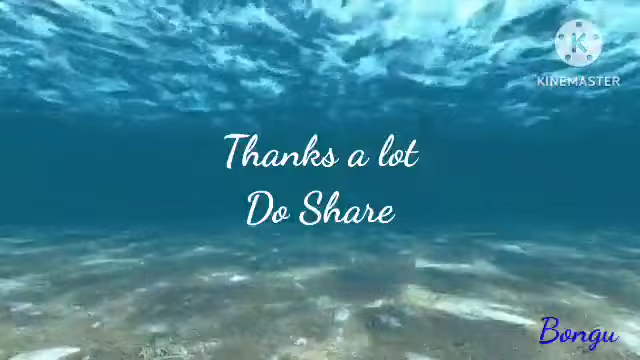 K
KINEMASTER
Thanks a lot
Do Share
Bongu